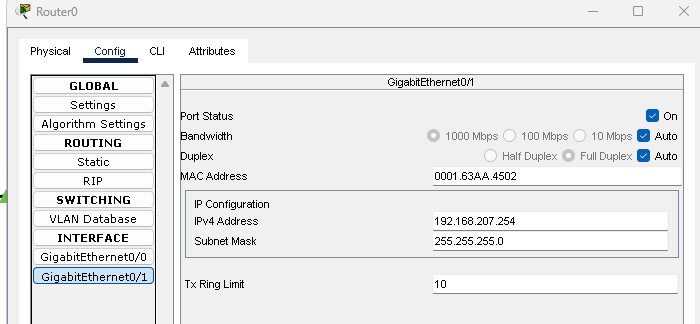 Router0
Physical Config CLI Attributes
GLOBAL
Settings
Algorithm Settings
ROUTING
Static
RIP
SWITCHING
VLAN Database
INTERFACE
GigabitEthernet0/0
GigabitEthernet0/1
GigabitEthernet0/1
Port Status On
Bandwidth 1000 Mbps 100 Mbps 10 Mbps Auto
Duplex Half Duplex Full Duplex Auto
MAC Address 0001.63AA.4502
IP Configuration
IPv4 Address 192.168.207.254
Subnet Mask 255.255.255.0
Tx Ring Limit 10